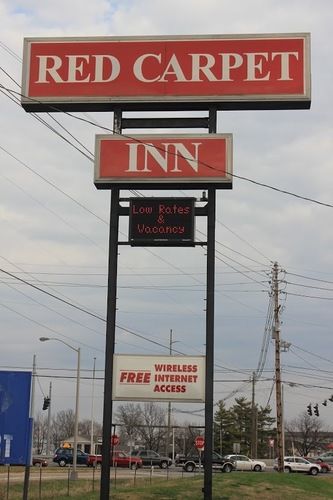 RED CARPET
INN
Low Rates
&
Vacancy
FREE WIRELESS
INTERNET
ACCESS